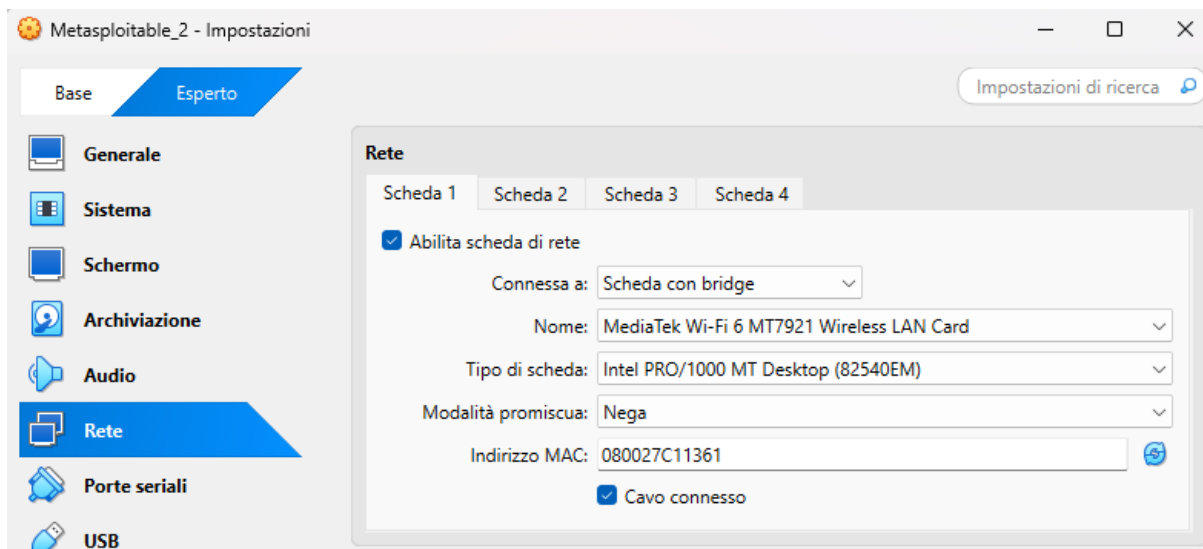 Metasploitable_2 - Impostazioni
Base Esperto
Impostazioni di ricerca
Generale
Sistema
Schermo
Archiviazione
Audio
Rete
Porte seriali
USB
Rete
Scheda 1 Scheda 2 Scheda 3 Scheda 4
Abilita scheda di rete
Connessa a: Scheda con bridge
Nome: MediaTek Wi-Fi 6 MT7921 Wireless LAN Card
Tipo di scheda: Intel PRO/1000 MT Desktop (82540EM)
Modalità promiscua: Nega
Indirizzo MAC: 080027C11361
Cavo connesso